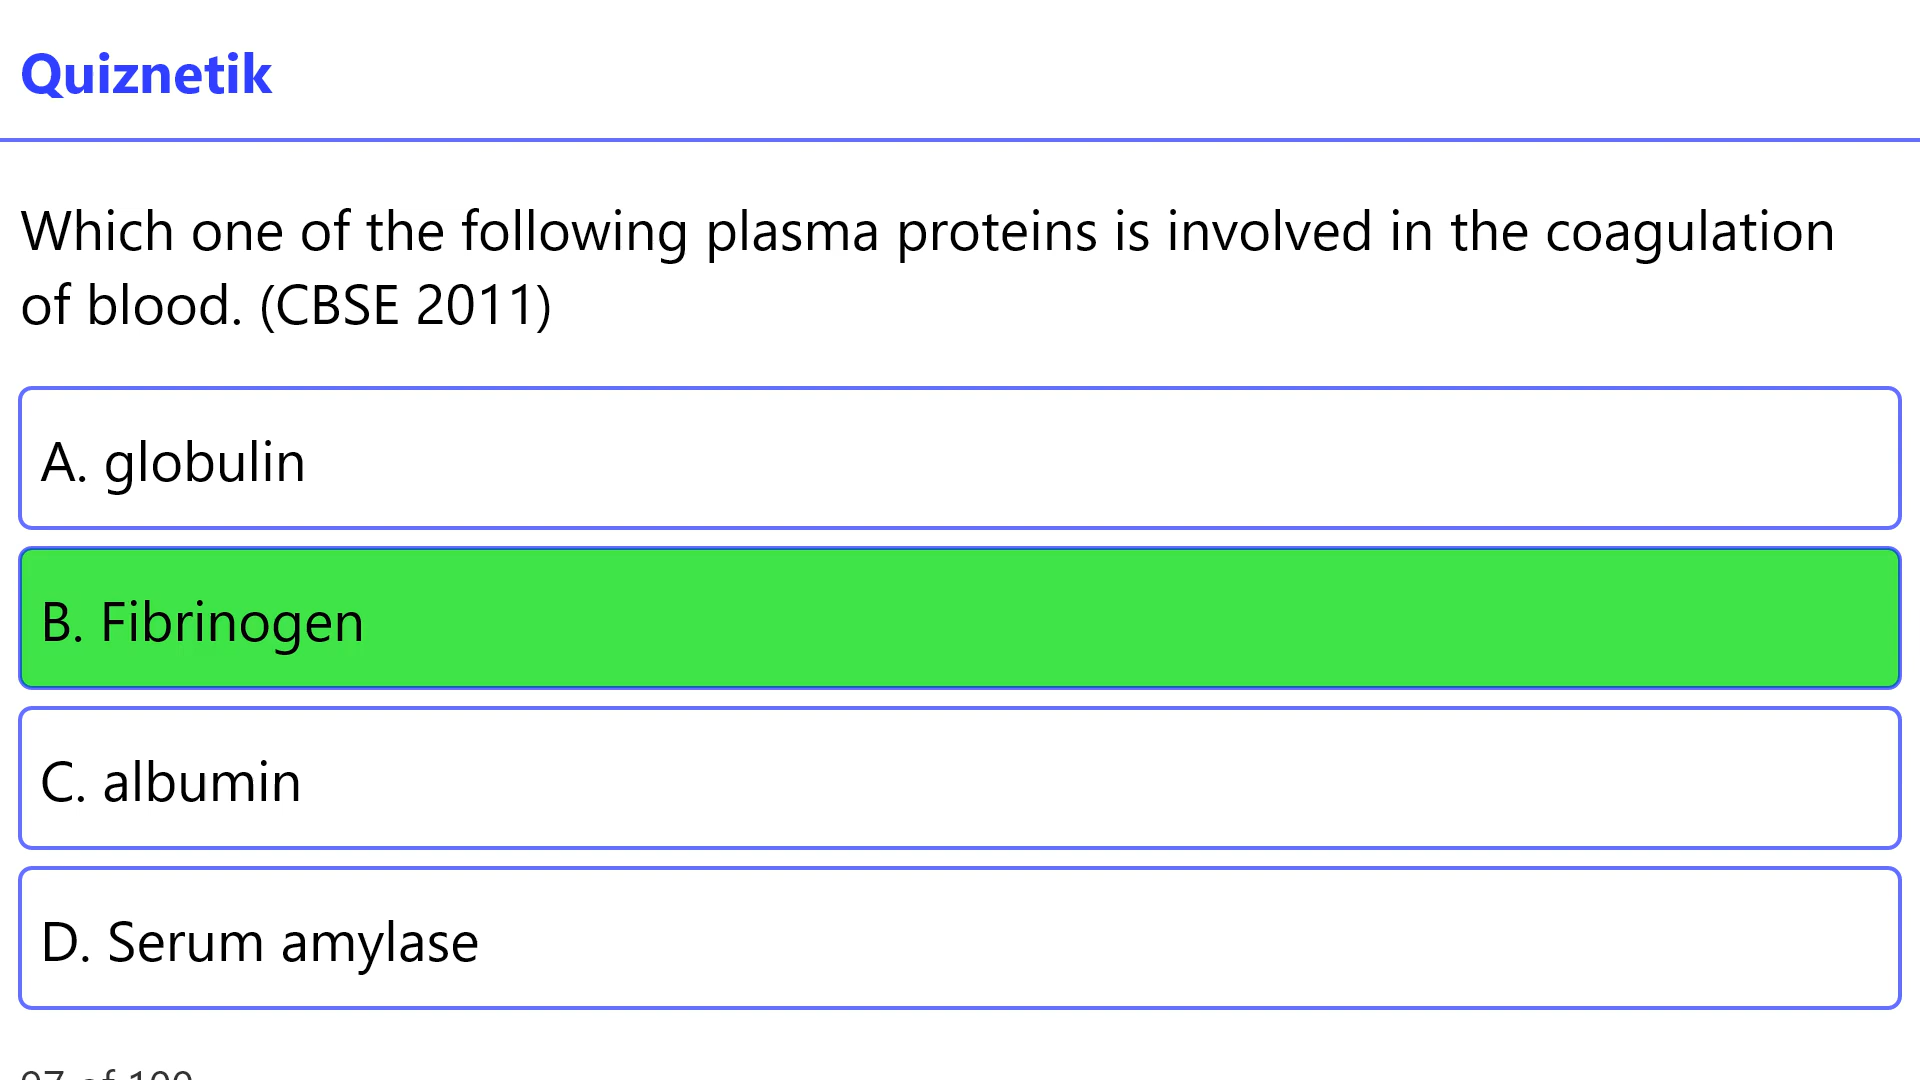 Quiznetik
Which one of the following plasma proteins is involved in the coagulation
of blood. (CBSE 2011)
A. globulin
B. Fibrinogen
C. albumin
D. Serum amylase